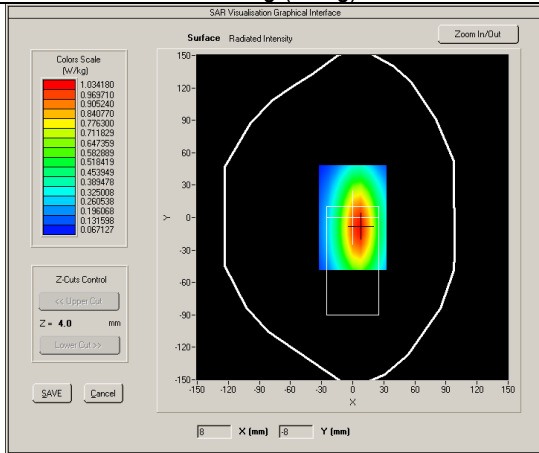 SAR Visualisation Graphical Interface
Surface Radiated Intensity
Zoom In/Out
Colors Scale
(W/kg)
1.034180
0.969710
0.905240
0.840770
0.776300
0.711829
0.647359
0.582889
0.518419
0.453949
0.389478
0.325008
0.260538
0.196068
0.131598
0.067127
Z-Cuts Control
<< Upper Cut
Z = 4.0 mm
Lower Cut >>
SAVE Cancel
150-
120-
90-
60-
30-
0-
-30-
-60-
-90-
-120-
-150-
Y
-150 -120 -90 -60 -30 0 30 60 90 120 150
X
8 X (mm) -8 Y (mm)